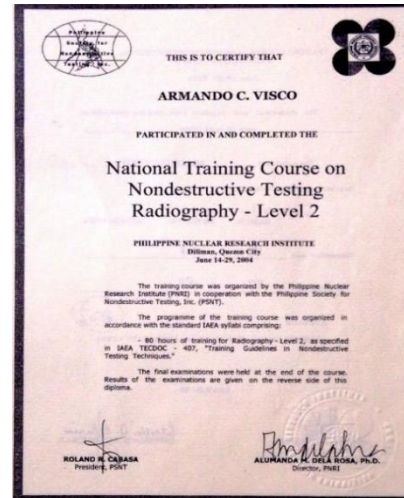 Philippine
Society for
Nondestructive
Testing, Inc.
THIS IS TO CERTIFY THAT
ARMANDO C. VISCO
PARTICIPATED IN AND COMPLETED THE
National Training Course on
Nondestructive Testing
Radiography - Level 2
PHILIPPINE NUCLEAR RESEARCH INSTITUTE
Diliman, Quezon City
June 14-29, 2004
The training course was organized by the Philippine Nuclear
Research Institute (PNRI) in cooperation with the Philippine Society for
Nondestructive Testing, Inc. (PSNT).
The programme of the training course was organized in
accordance with the standard IAEA syllabi comprising:
- 80 hours of training for Radiography - Level 2, as specified
in IAEA TECDOC - 407, "Training Guidelines in Nondestructive
Testing Techniques."
The final examinations were held at the end of the course.
Results of the examinations are given on the reverse side of this
diploma.
ROLAND R. CABASA
President, PSNT
ALUMANDA M. DELA ROSA, Ph.D.
Director, PNRI